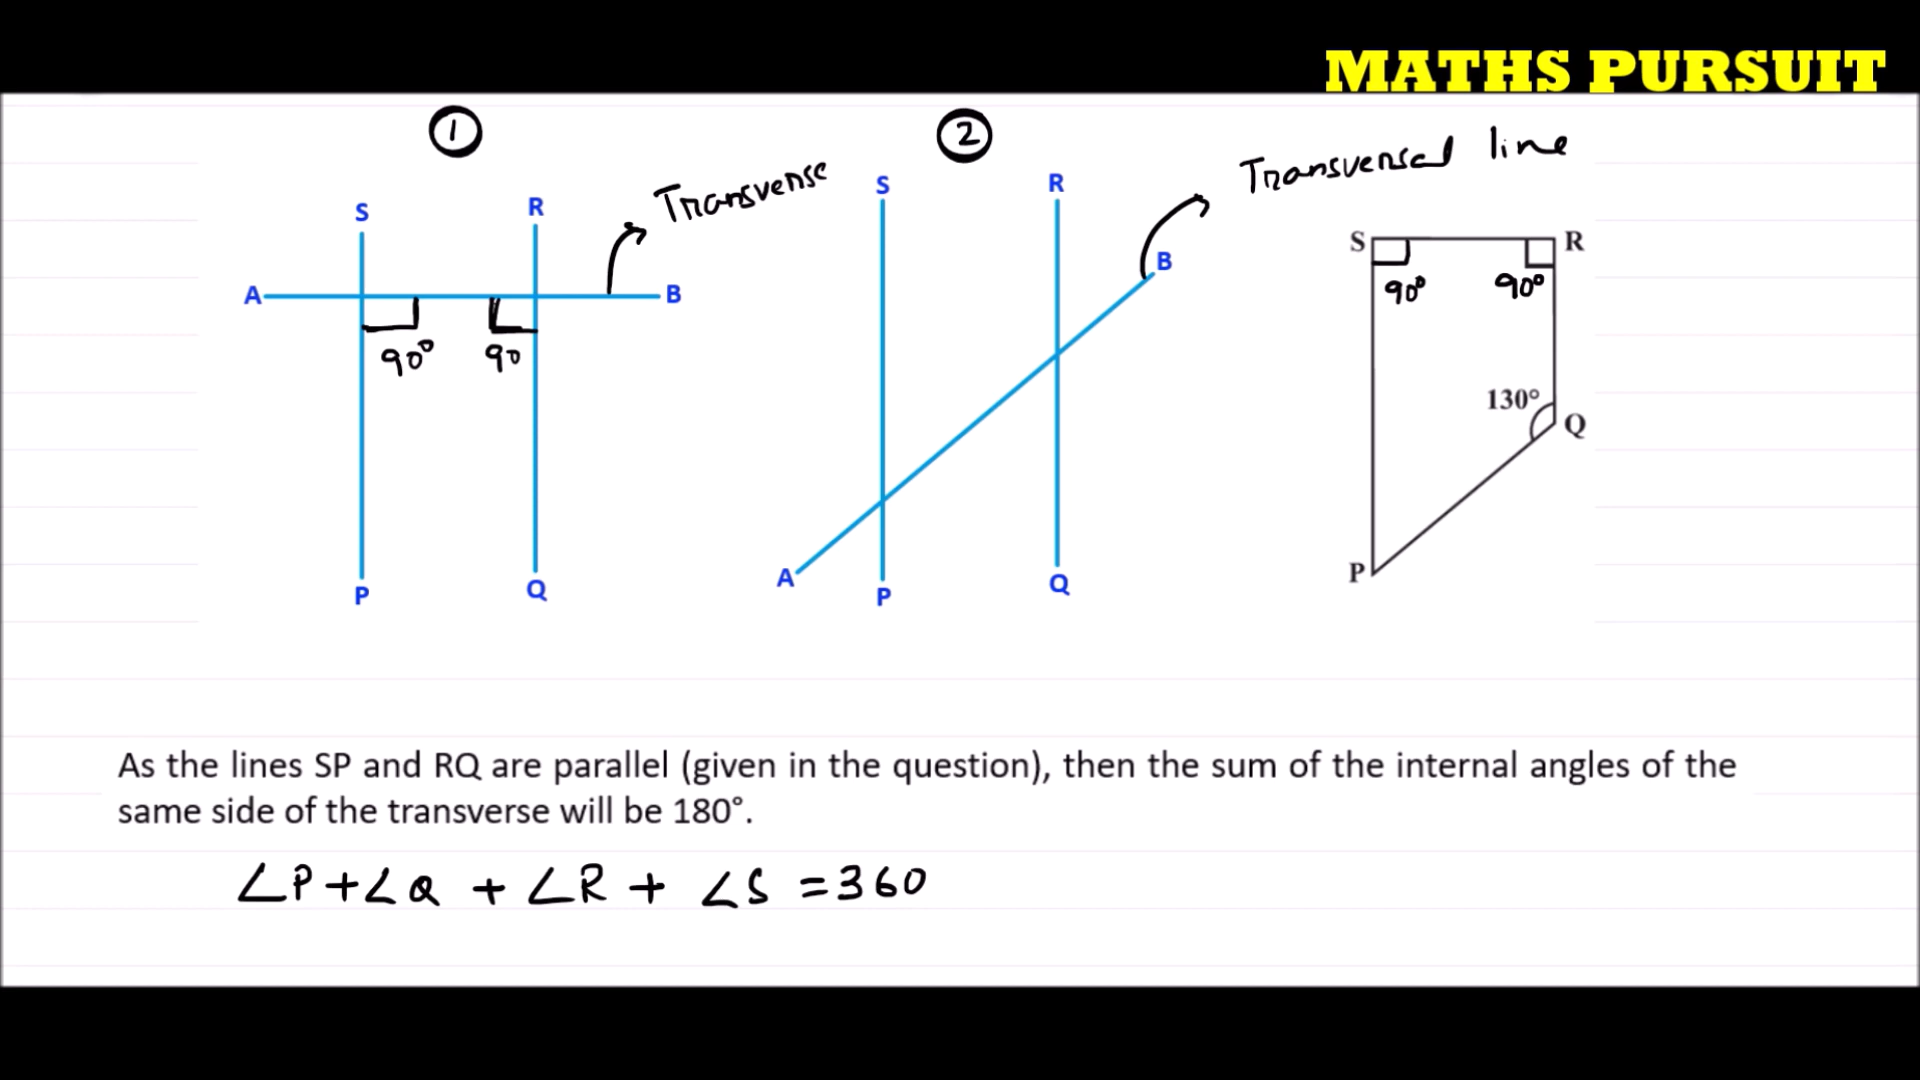 MATHS PURSUIT
1
2
Transverse
Transversal line
S
R
A
B
90°
90
P
Q
S
R
B
A
P
Q
S
R
90°
90°
130°
Q
P
As the lines SP and RQ are parallel (given in the question), then the sum of the internal angles of the
same side of the transverse will be 180°.
∠P+∠Q + ∠R + ∠S = 360